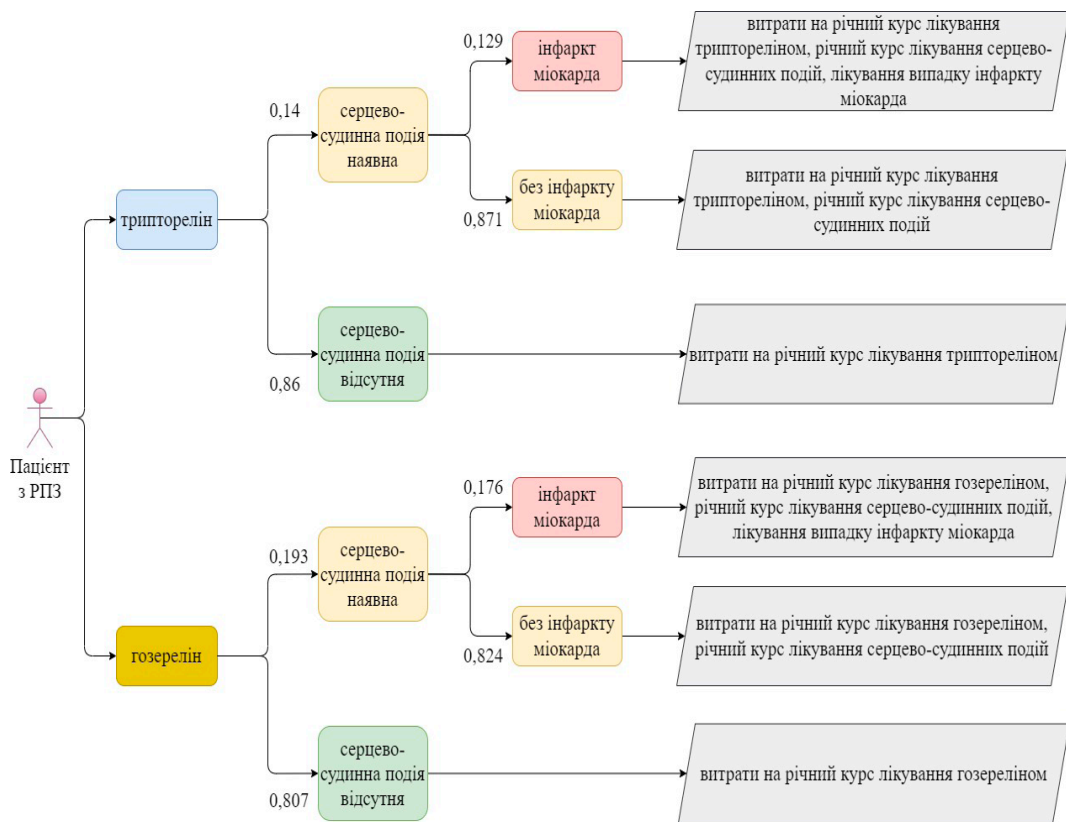 0,129
інфаркт
міокарда
витрати на річний курс лікування
трипторeліном, річний курс лікування серцево-
судинних подій, лікування випадку інфаркту
міокарда
0,14
серцево-
судинна подія
наявна
без інфаркту
міокарда
0,871
витрати на річний курс лікування
трипторeліном, річний курс лікування серцево-
судинних подій
трипторелін
серцево-
судинна подія
відсутня
0,86
витрати на річний курс лікування трипторeліном
Пацієнт
з РПЗ
0,176
інфаркт
міокарда
витрати на річний курс лікування гозереліном,
річний курс лікування серцево-судинних подій,
лікування випадку інфаркту міокарда
0,193
серцево-
судинна подія
наявна
без інфаркту
міокарда
0,824
витрати на річний курс лікування гозереліном,
річний курс лікування серцево-судинних подій
гозерелін
серцево-
судинна подія
відсутня
0,807
витрати на річний курс лікування гозереліном